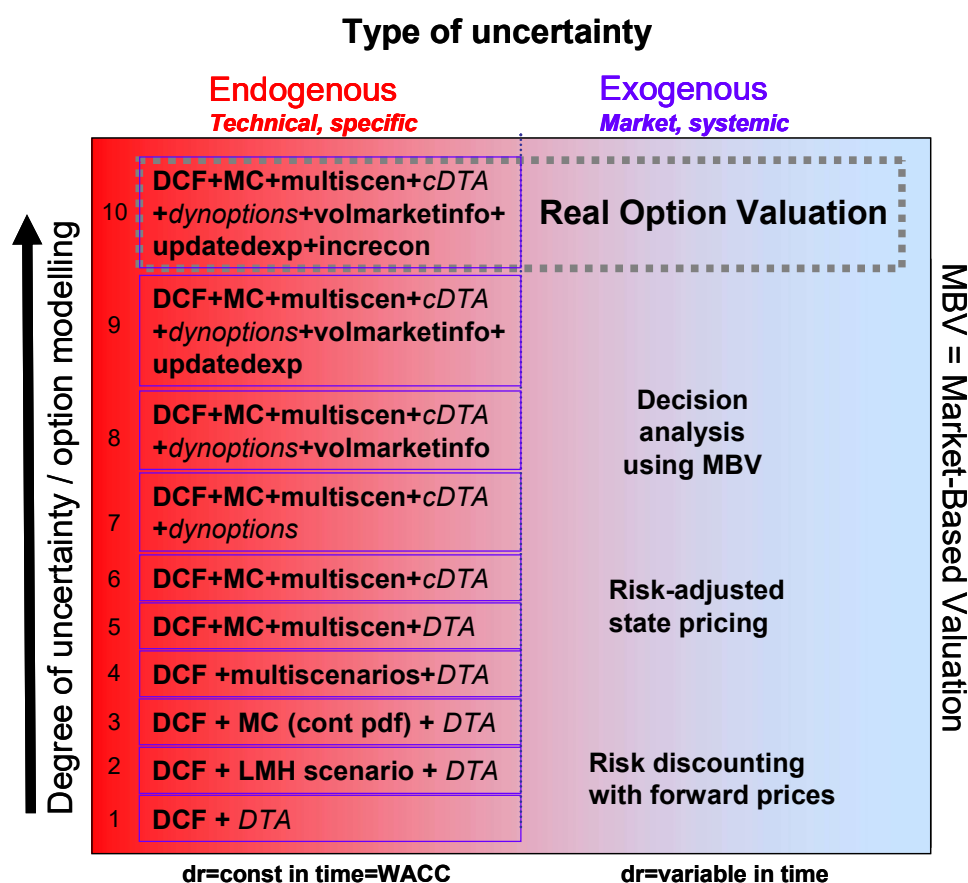 Type of uncertainty
Endogenous
Technical, specific
Exogenous
Market, systemic
Degree of uncertainty / option modelling
10
DCF+MC+multiscen+cDTA
+dynoptions+volmarketinfo+
updatedexp+increcon
Real Option Valuation
9
DCF+MC+multiscen+cDTA
+dynoptions+volmarketinfo+
updatedexp
8
DCF+MC+multiscen+cDTA
+dynoptions+volmarketinfo
Decision
analysis
using MBV
7
DCF+MC+multiscen+cDTA
+dynoptions
6
DCF+MC+multiscen+cDTA
5
DCF+MC+multiscen+DTA
Risk-adjusted
state pricing
4
DCF +multiscenarios+DTA
3
DCF + MC (cont pdf) + DTA
2
DCF + LMH scenario + DTA
Risk discounting
with forward prices
1
DCF + DTA
MBV = Market-Based Valuation
dr=const in time=WACC
dr=variable in time